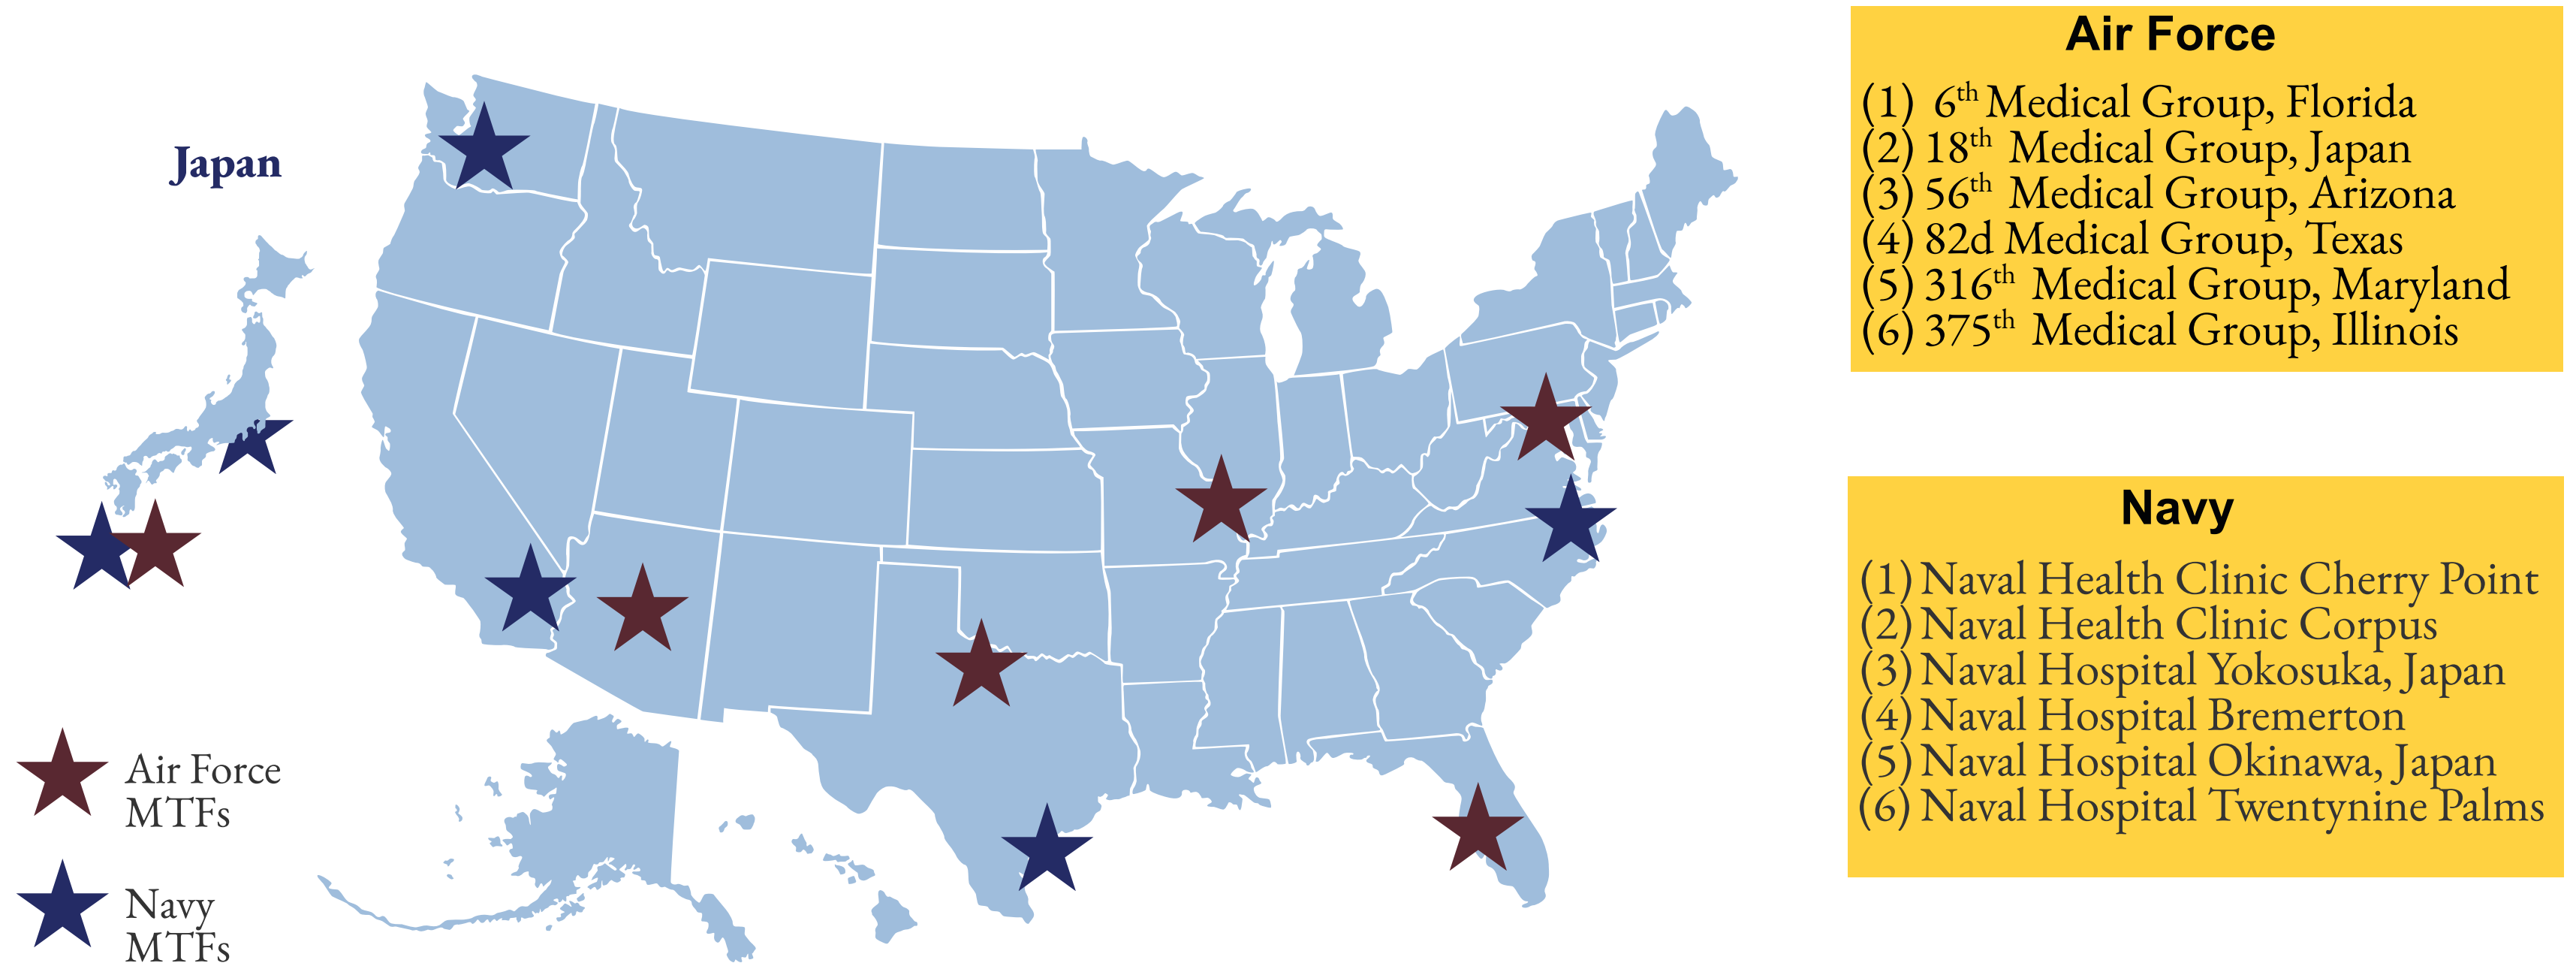 Japan
Air Force
MTFs
Navy
MTFs
Air Force
(1) 6th Medical Group, Florida
(2) 18th Medical Group, Japan
(3) 56th Medical Group, Arizona
(4) 82d Medical Group, Texas
(5) 316th Medical Group, Maryland
(6) 375th Medical Group, Illinois
Navy
(1) Naval Health Clinic Cherry Point
(2) Naval Health Clinic Corpus
(3) Naval Hospital Yokosuka, Japan
(4) Naval Hospital Bremerton
(5) Naval Hospital Okinawa, Japan
(6) Naval Hospital Twentynine Palms